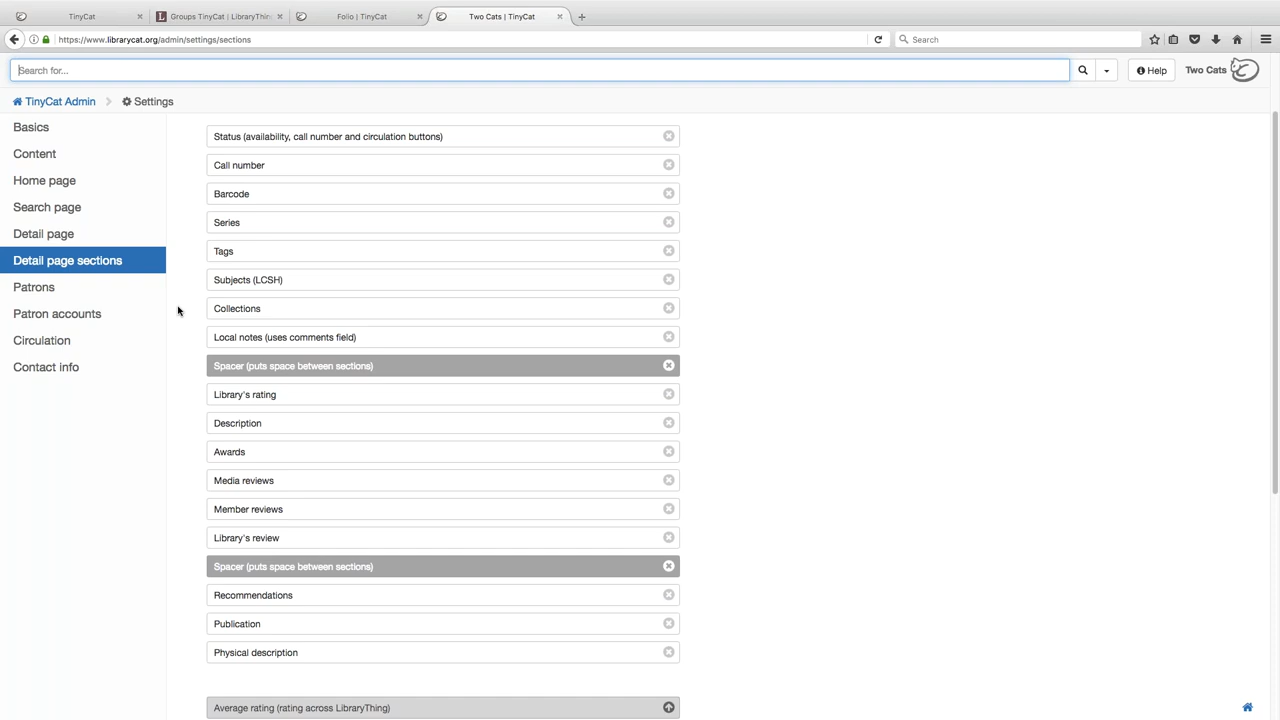 TinyCat
Groups TinyCat | LibraryThin
Folio | TinyCat
Two Cats | TinyCat
https://www.librarycat.org/admin/settings/sections
Search
Search for...
Help
Two Cats
TinyCat Admin
Settings
Basics
Content
Home page
Search page
Detail page
Detail page sections
Patrons
Patron accounts
Circulation
Contact info
Status (availability, call number and circulation buttons)
Call number
Barcode
Series
Tags
Subjects (LCSH)
Collections
Local notes (uses comments field)
Spacer (puts space between sections)
Library's rating
Description
Awards
Media reviews
Member reviews
Library's review
Spacer (puts space between sections)
Recommendations
Publication
Physical description
Average rating (rating across LibraryThing)